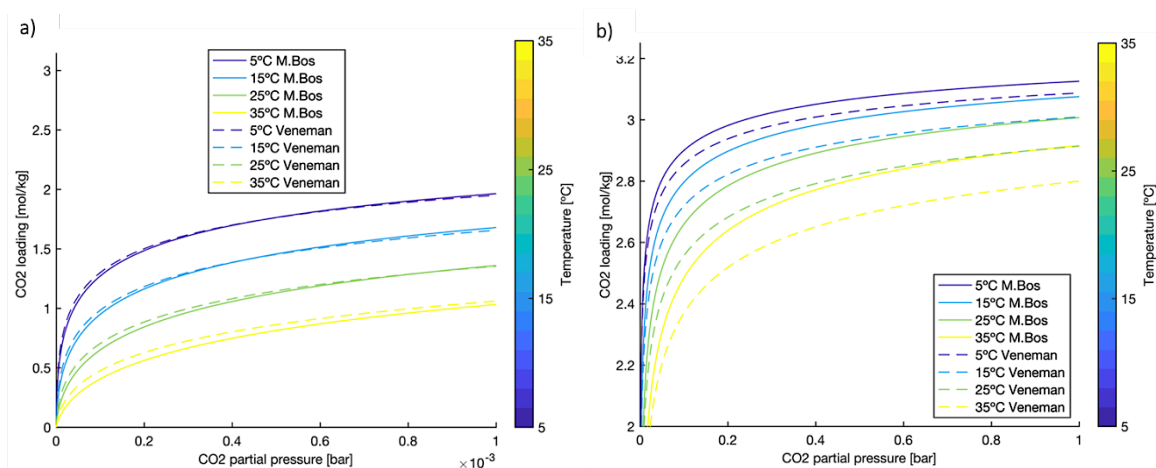 a)
CO2 loading [mol/kg]
3
2.5
2
1.5
1
0.5
0
0
0.2
0.4
0.6
0.8
1
×10⁻³
CO2 partial pressure [bar]
5ºC M.Bos
15ºC M.Bos
25ºC M.Bos
35ºC M.Bos
5ºC Veneman
15ºC Veneman
25ºC Veneman
35ºC Veneman
35
25
15
5
Temperature [ºC]
b)
CO2 loading [mol/kg]
3.2
3
2.8
2.6
2.4
2.2
2
0
0.2
0.4
0.6
0.8
1
CO2 partial pressure [bar]
5ºC M.Bos
15ºC M.Bos
25ºC M.Bos
35ºC M.Bos
5ºC Veneman
15ºC Veneman
25ºC Veneman
35ºC Veneman
35
25
15
5
Temperature [ºC]